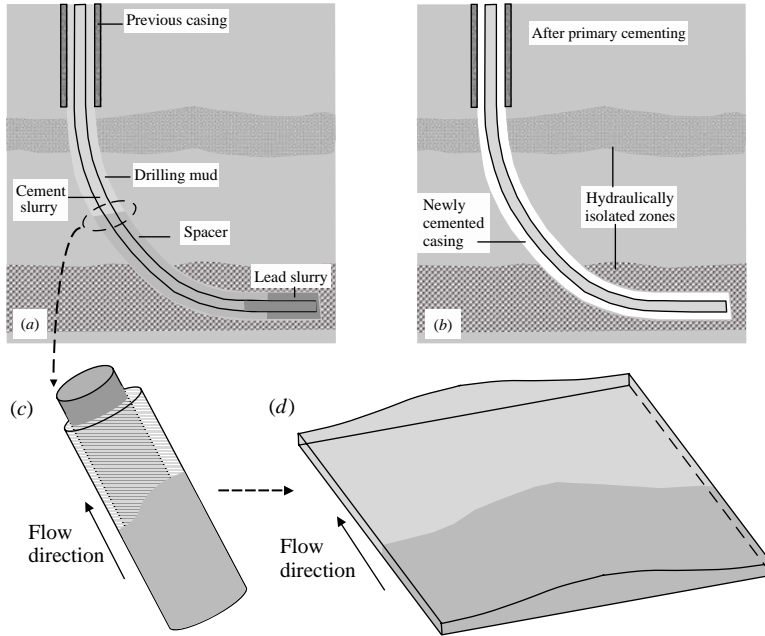 Previous casing
Drilling mud
Cement
slurry
Spacer
Lead slurry
(a)
After primary cementing
Hydraulically
isolated zones
Newly
cemented
casing
(b)
(c)
Flow
direction
(d)
Flow
direction